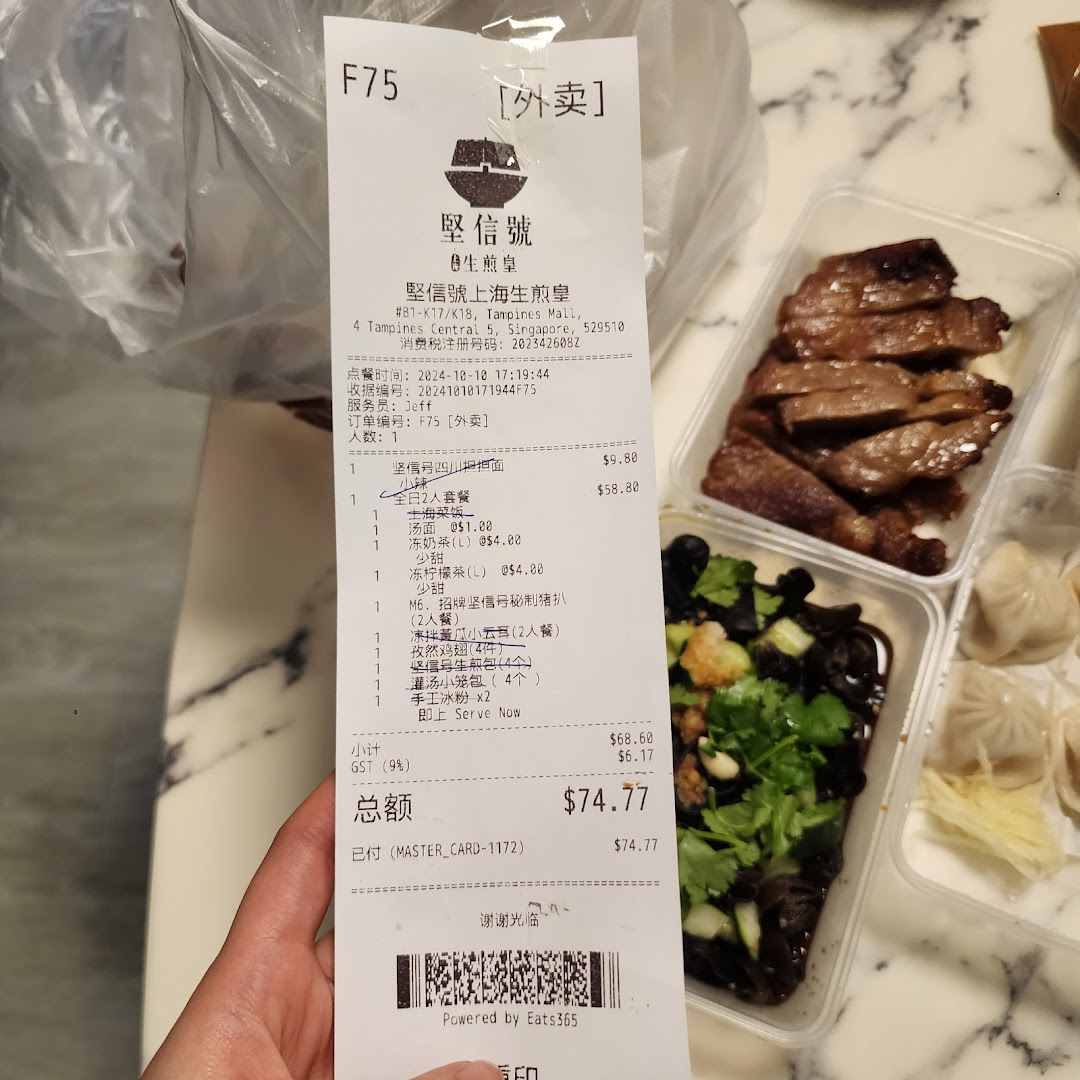 F75
[外卖]
堅信號
生煎皇
堅信號上海生煎皇
#B1-K17/K18, Tampines Mall,
4 Tampines Central 5, Singapore, 529510
消费税注册号码: 202342608Z
点餐时间: 2024-10-10 17:19:44
收据编号: 20241010171944F75
服务员: Jeff
订单编号: F75 [外卖]
人数: 1
1 坚信号四川担担面 $9.80
小辣
1 全日2人套餐 $58.80
1 上海菜饭
1 汤面 @$1.00
1 冻奶茶(L) @$4.00
少甜
1 冻柠檬茶(L) @$4.00
少甜
1 M6. 招牌坚信号秘制猪扒
(2人餐)
1 凉拌黃瓜小云耳(2人餐)
1 孜然鸡翅(4件)
1 坚信号生煎包(4个)
1 灌汤小笼包( 4个 )
1 手工冰粉 x2
即上 Serve Now
小计 $68.60
GST (9%) $6.17
总额 $74.77
已付 (MASTER_CARD-1172) $74.77
谢谢光临
Powered by Eats365